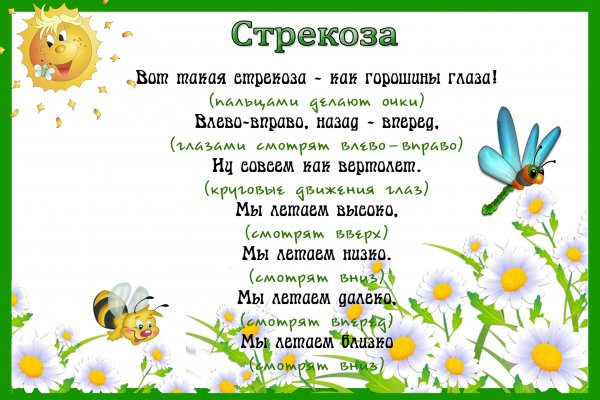 Стрекоза
Вот такая стрекоза - как горошины глаза!
(пальцами делают очки)
Влево-вправо, назад - вперед,
(глазами смотрят влево-вправо)
Ну совсем как вертолет.
(круговые движения глаз)
Мы летаем высоко,
(смотрят вверх)
Мы летаем низко.
(смотрят вниз)
Мы летаем далеко,
(смотрят вперед)
Мы летаем близко
(смотрят вниз)